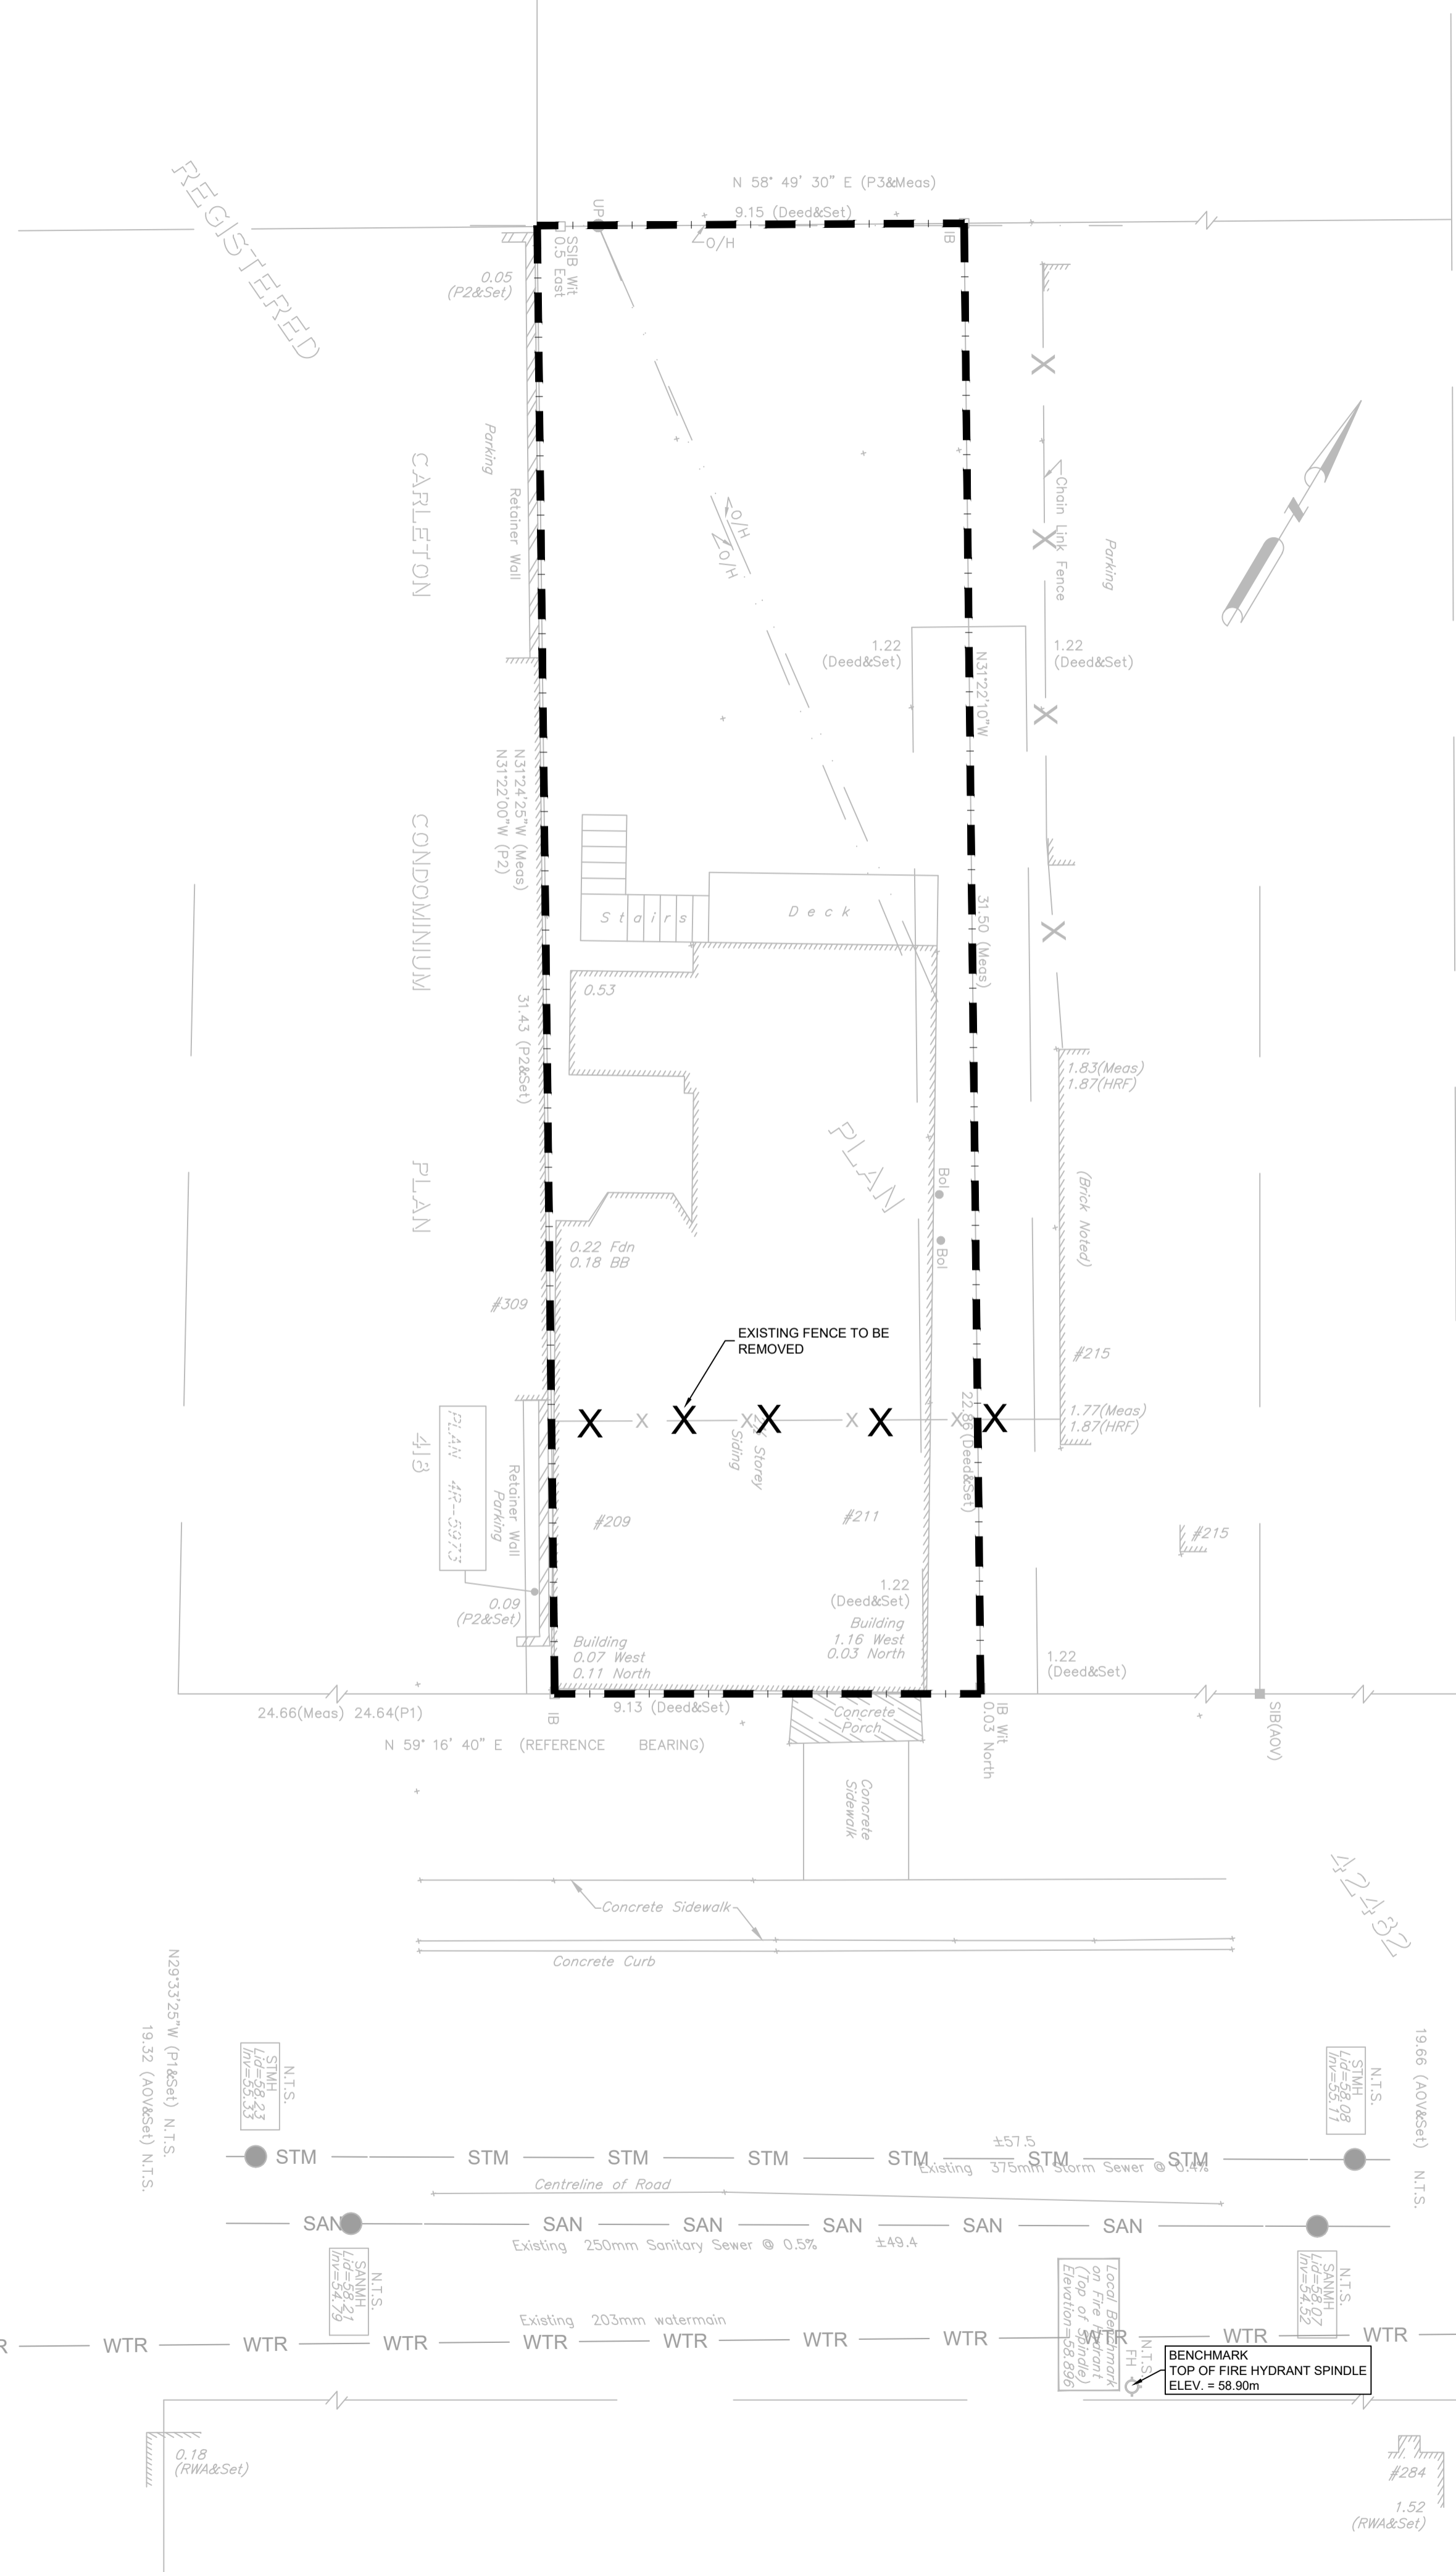 REGISTERED
N 58° 49' 30" E (P3&Meas)
9.15 (Deed&Set)
SSIB Wit
0.5 East
O/H
IB
0.05
(P2&Set)
Parking
Retainer Wall
CARLETON
O/H
O/H
Chain Link Fence
Parking
1.22
(Deed&Set)
1.22
(Deed&Set)
N31°22'10"W
N31°24'25"W (Meas)
N31°22'00"W (P2)
CONDOMINIUM
Stairs
Deck
31.50 (Meas)
0.53
31.43 (P2&Set)
1.83(Meas)
1.87(HRF)
PLAN
PLAN
Bol
Bol
(Brick Noted)
0.22 Fdn
0.18 BB
#309
EXISTING FENCE TO BE
REMOVED
#215
1.77(Meas)
1.87(HRF)
X X X X X
X X X X
X X X X
Storey
Siding
22.86(Deed&Set)
413
PLAN 4R-5973
Retainer Wall
Parking
#209
#211
#215
0.09
(P2&Set)
1.22
(Deed&Set)
Building
0.07 West
0.11 North
Building
1.16 West
0.03 North
1.22
(Deed&Set)
24.66(Meas) 24.64(P1)
IB
9.13 (Deed&Set)
Concrete
Porch
IB Wit
0.03 North
SIB(AOV)
N 59° 16' 40" E (REFERENCE BEARING)
Concrete
Sidewalk
Concrete Sidewalk
Concrete Curb
42482
N29°33'25"W (P1&Set) N.T.S.
19.32 (AOV&Set) N.T.S.
19.66 (AOV&Set) N.T.S.
N.T.S.
STMH
Lid=58.23
Inv=55.33
N.T.S.
STMH
Lid=58.08
Inv=55.11
±57.5
STM STM STM STM STM STM STM
Existing 375mm Storm Sewer @ 0.4%
Centreline of Road
SAN SAN SAN SAN SAN SAN
Existing 250mm Sanitary Sewer @ 0.5%
±49.4
N.T.S.
SANMH
Lid=58.21
Inv=54.79
N.T.S.
SANMH
Lid=58.07
Inv=54.52
Local Benchmark
on Fire Hydrant
(Top of Spindle)
Elevation=58.896
Existing 203mm watermain
R WTR WTR WTR WTR WTR WTR WTR WTR WTR WTR
N.T.S.
FH
BENCHMARK
TOP OF FIRE HYDRANT SPINDLE
ELEV. = 58.90m
0.18
(RWA&Set)
#284
1.52
(RWA&Set)